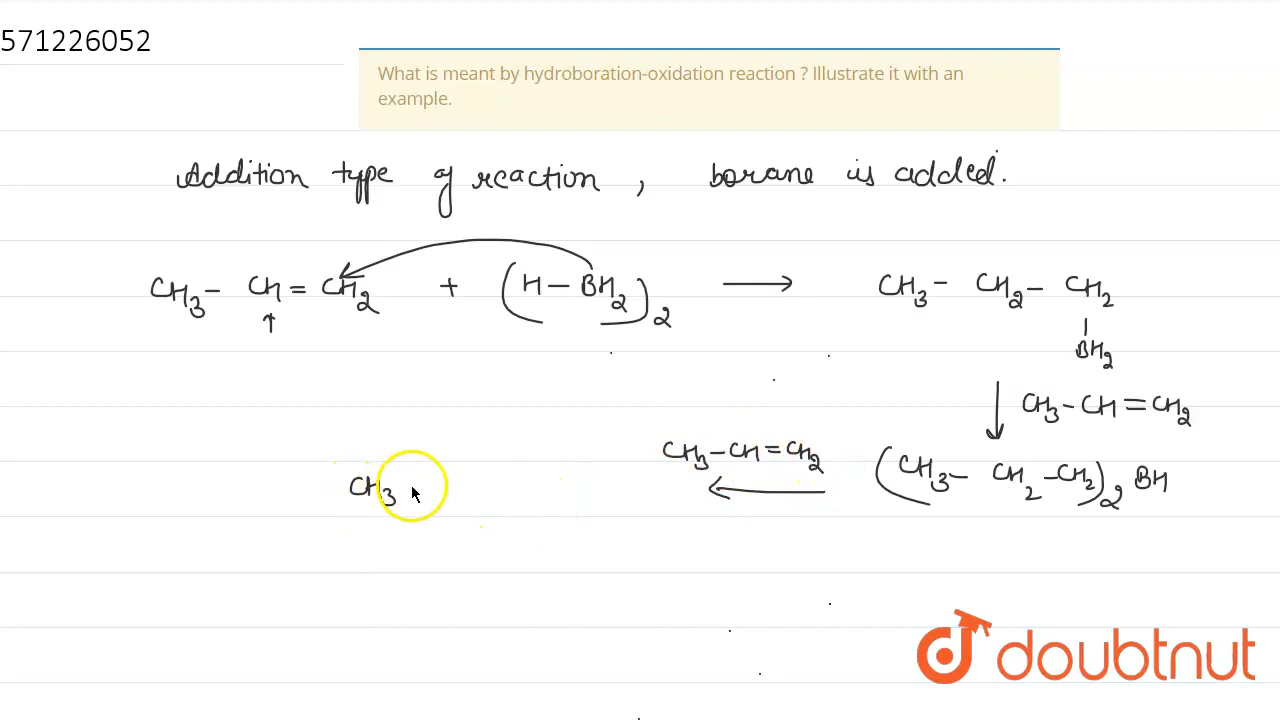 571226052
What is meant by hydroboration-oxidation reaction ? Illustrate it with an
example.
Addition type of reaction , borane is added.
CH3 - CH = CH2 + (H - BH2)2 ⟶ CH3 - CH2 - CH2
BH2
CH3 - CH = CH2
CH3 - CH = CH2
(CH3 - CH2 - CH2)2 BH
CH3
doubtnut